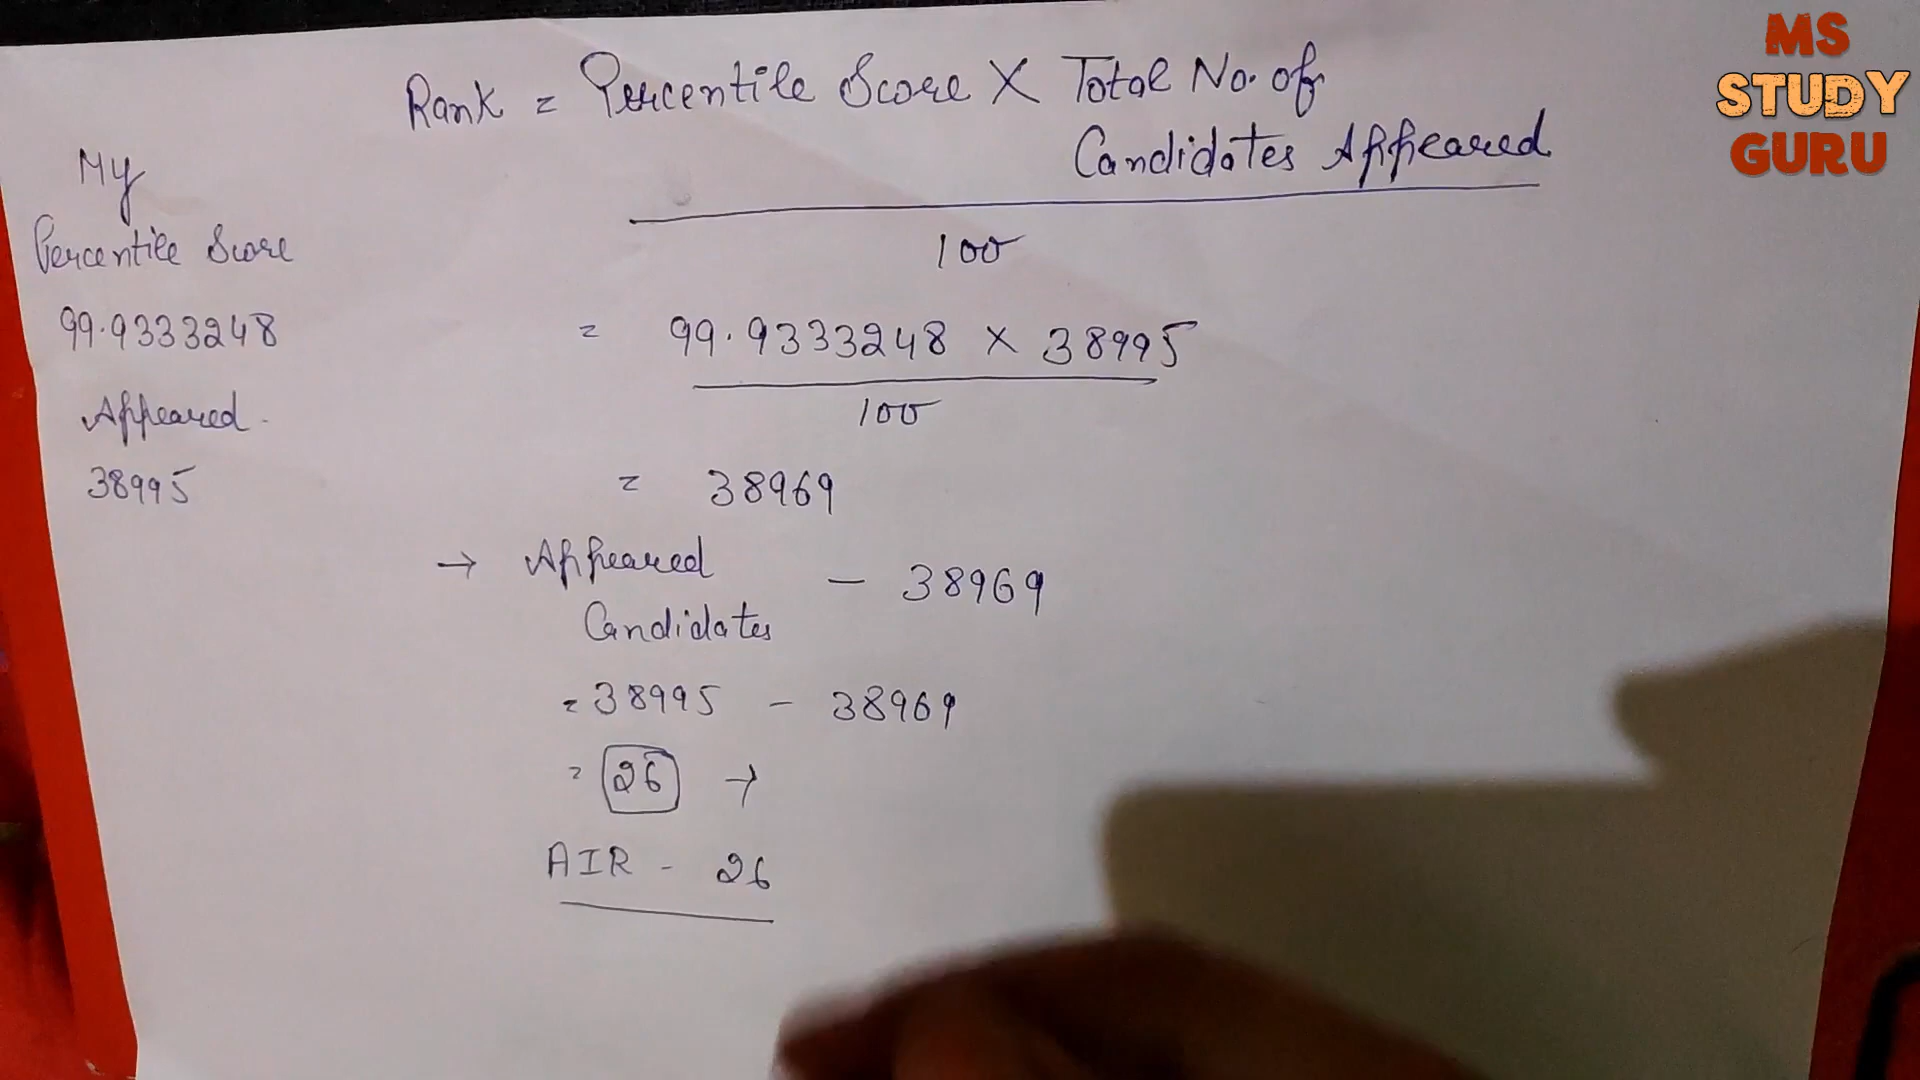 MS
STUDY
GURU
Rank = Percentile Score X Total No. of
Candidates Appeared
100
My
Percentile Score
99.9333248
Appeared.
38995
= 99.9333248 X 38995
100
= 38969
→ Appeared
Candidates - 38969
= 38995 - 38969
= 26 →
AIR - 26